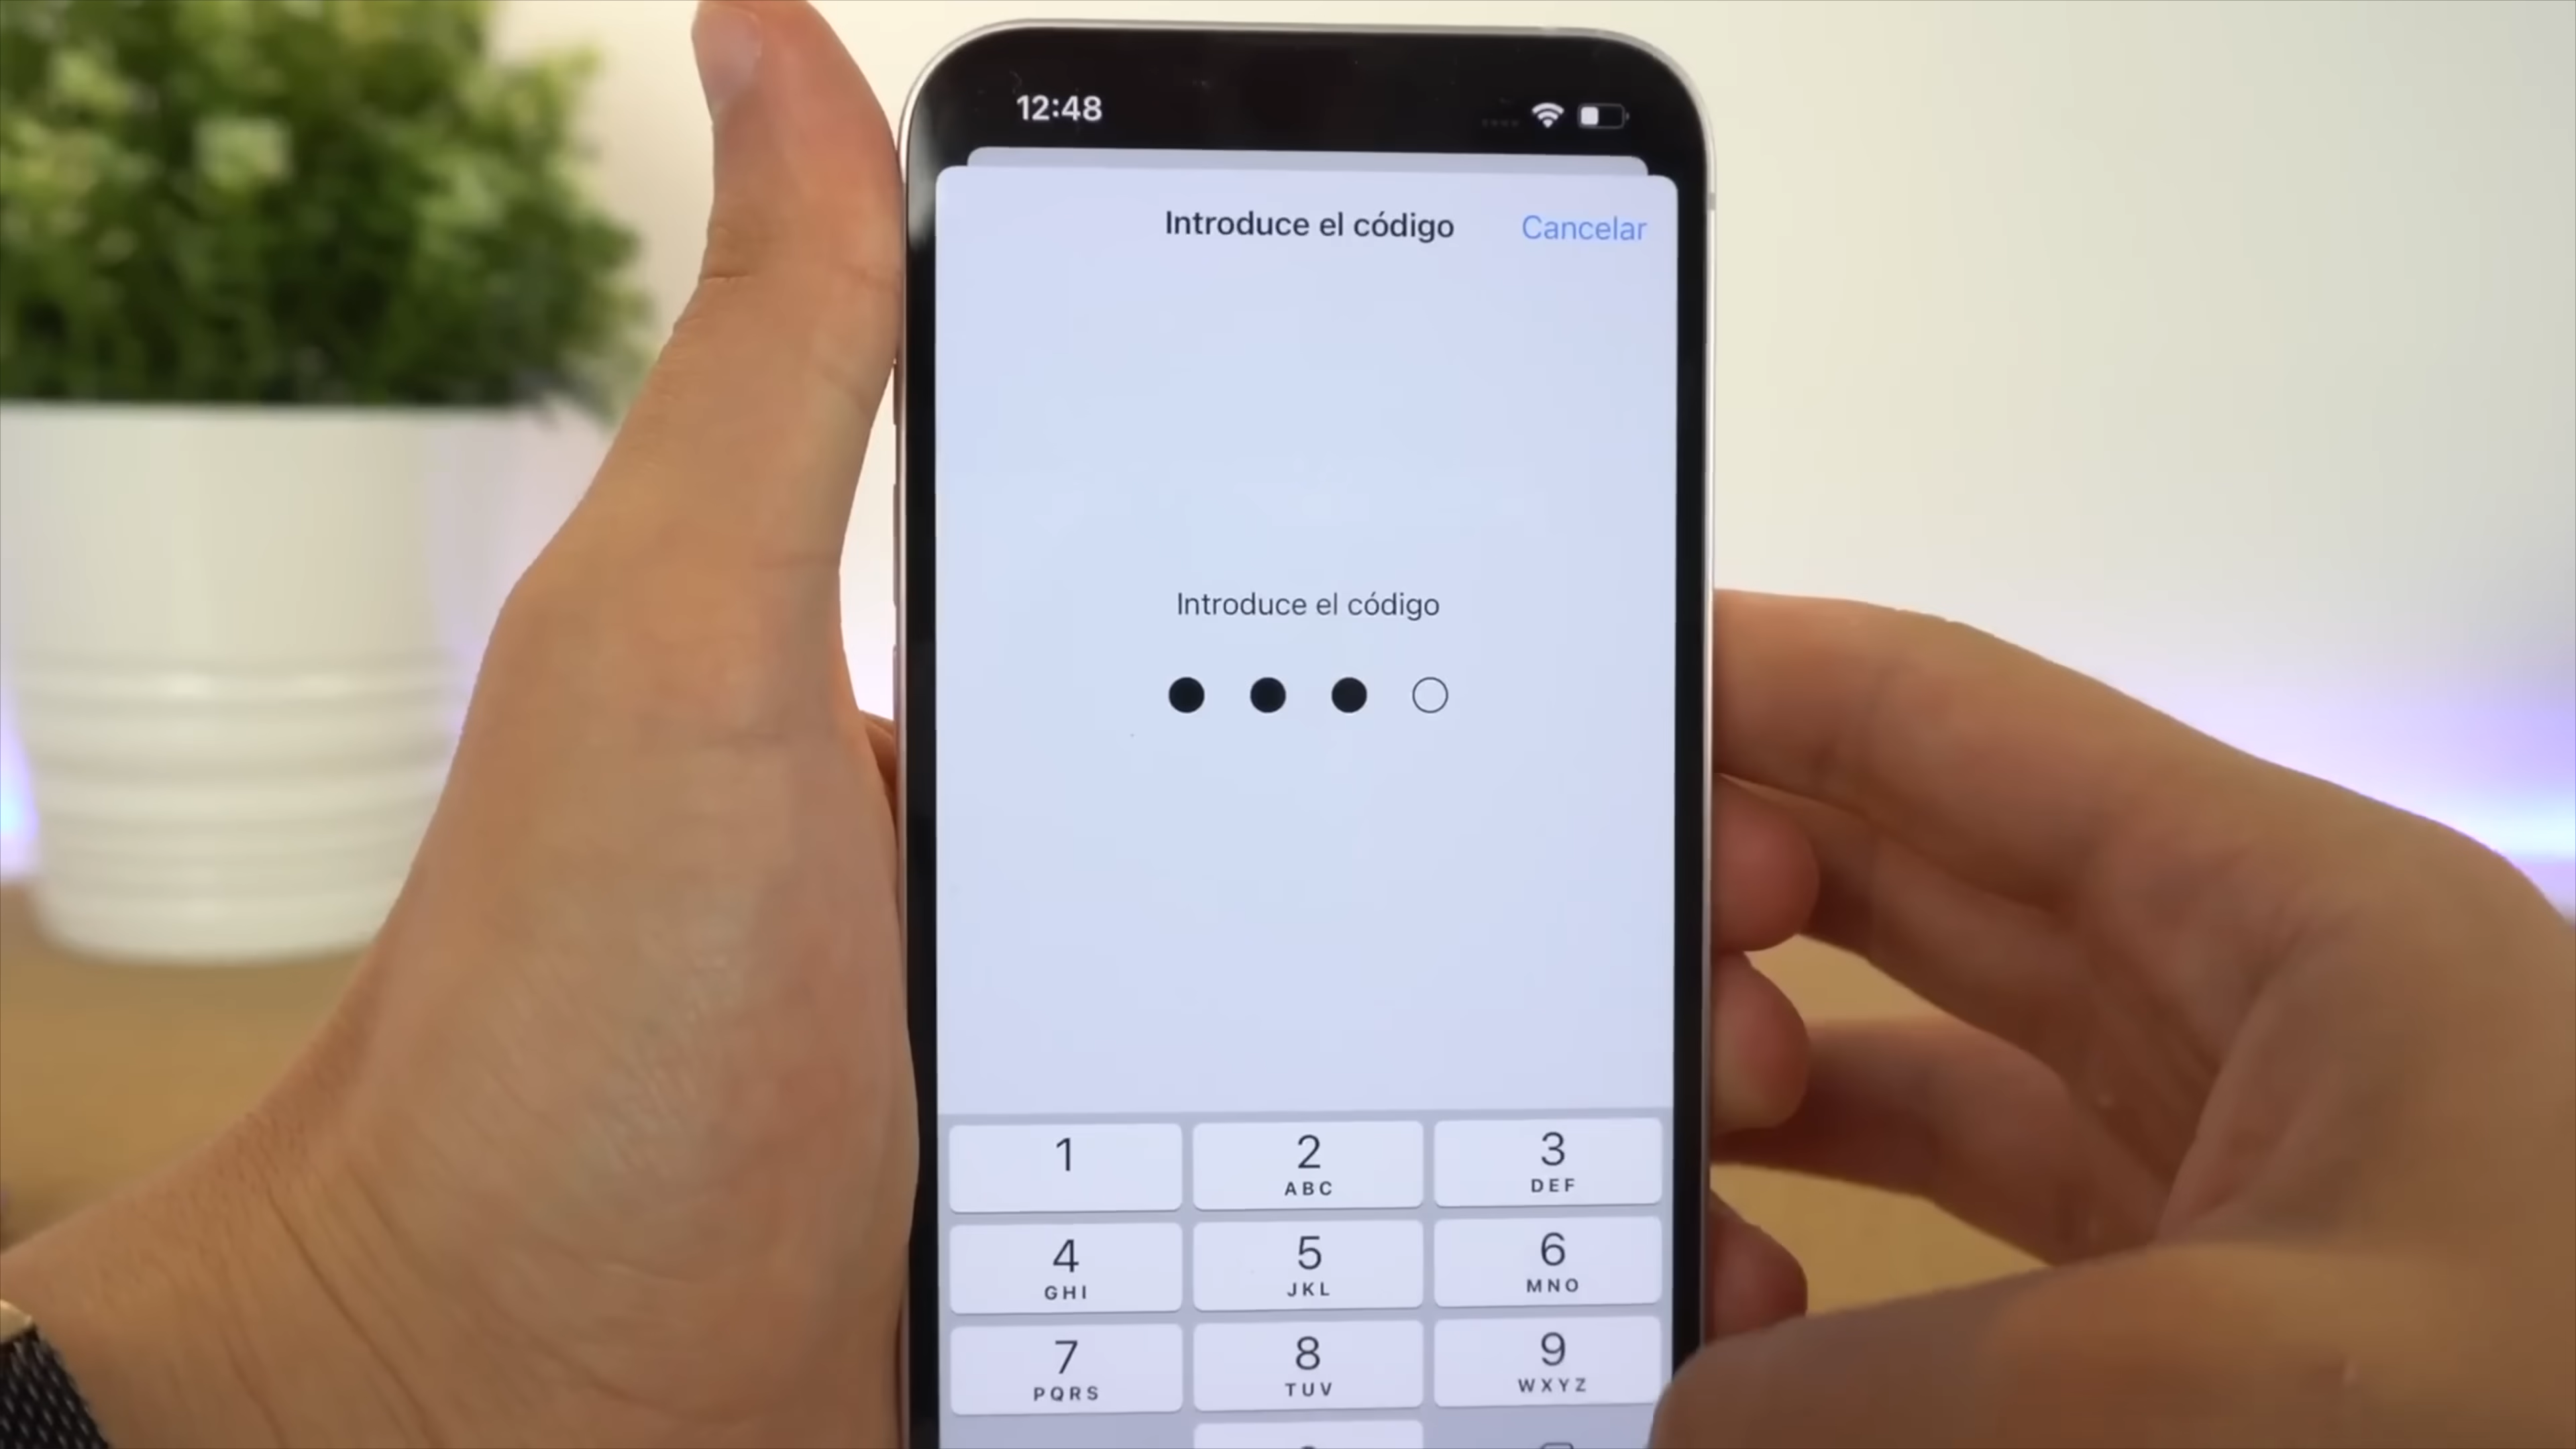 12:48
Introduce el código Cancelar
Introduce el código
1 2 3
ABC DEF
4 5 6
GHI JKL MNO
7 8 9
PQRS TUV WXYZ